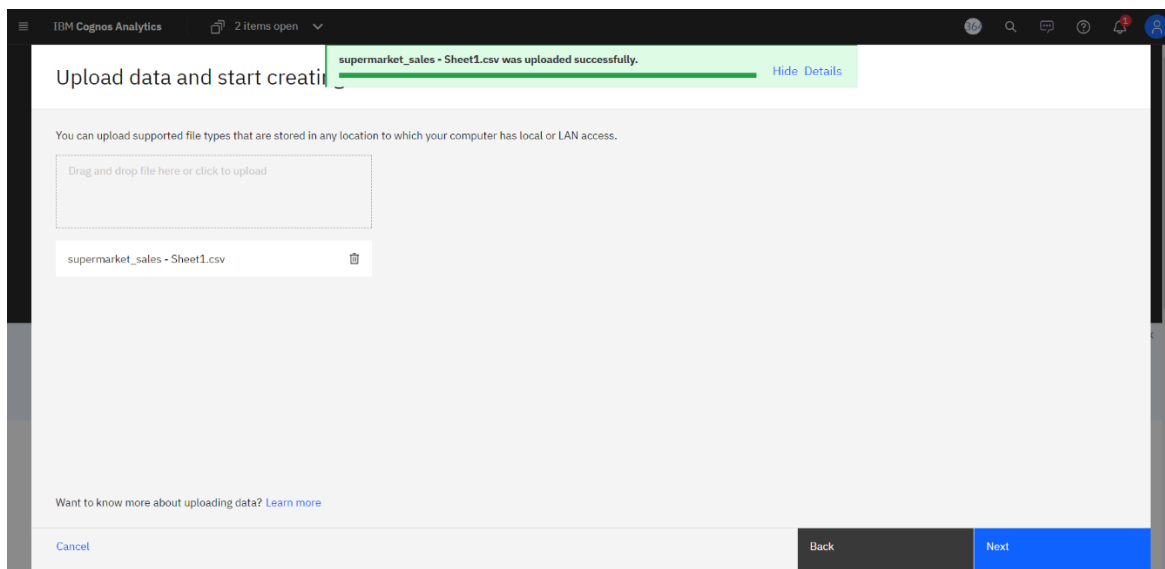 IBM Cognos Analytics
2 items open
364
1
supermarket_sales - Sheet1.csv was uploaded successfully.
Hide Details
Upload data and start creatin
You can upload supported file types that are stored in any location to which your computer has local or LAN access.
Drag and drop file here or click to upload
supermarket_sales - Sheet1.csv
Want to know more about uploading data? Learn more
Cancel
Back
Next